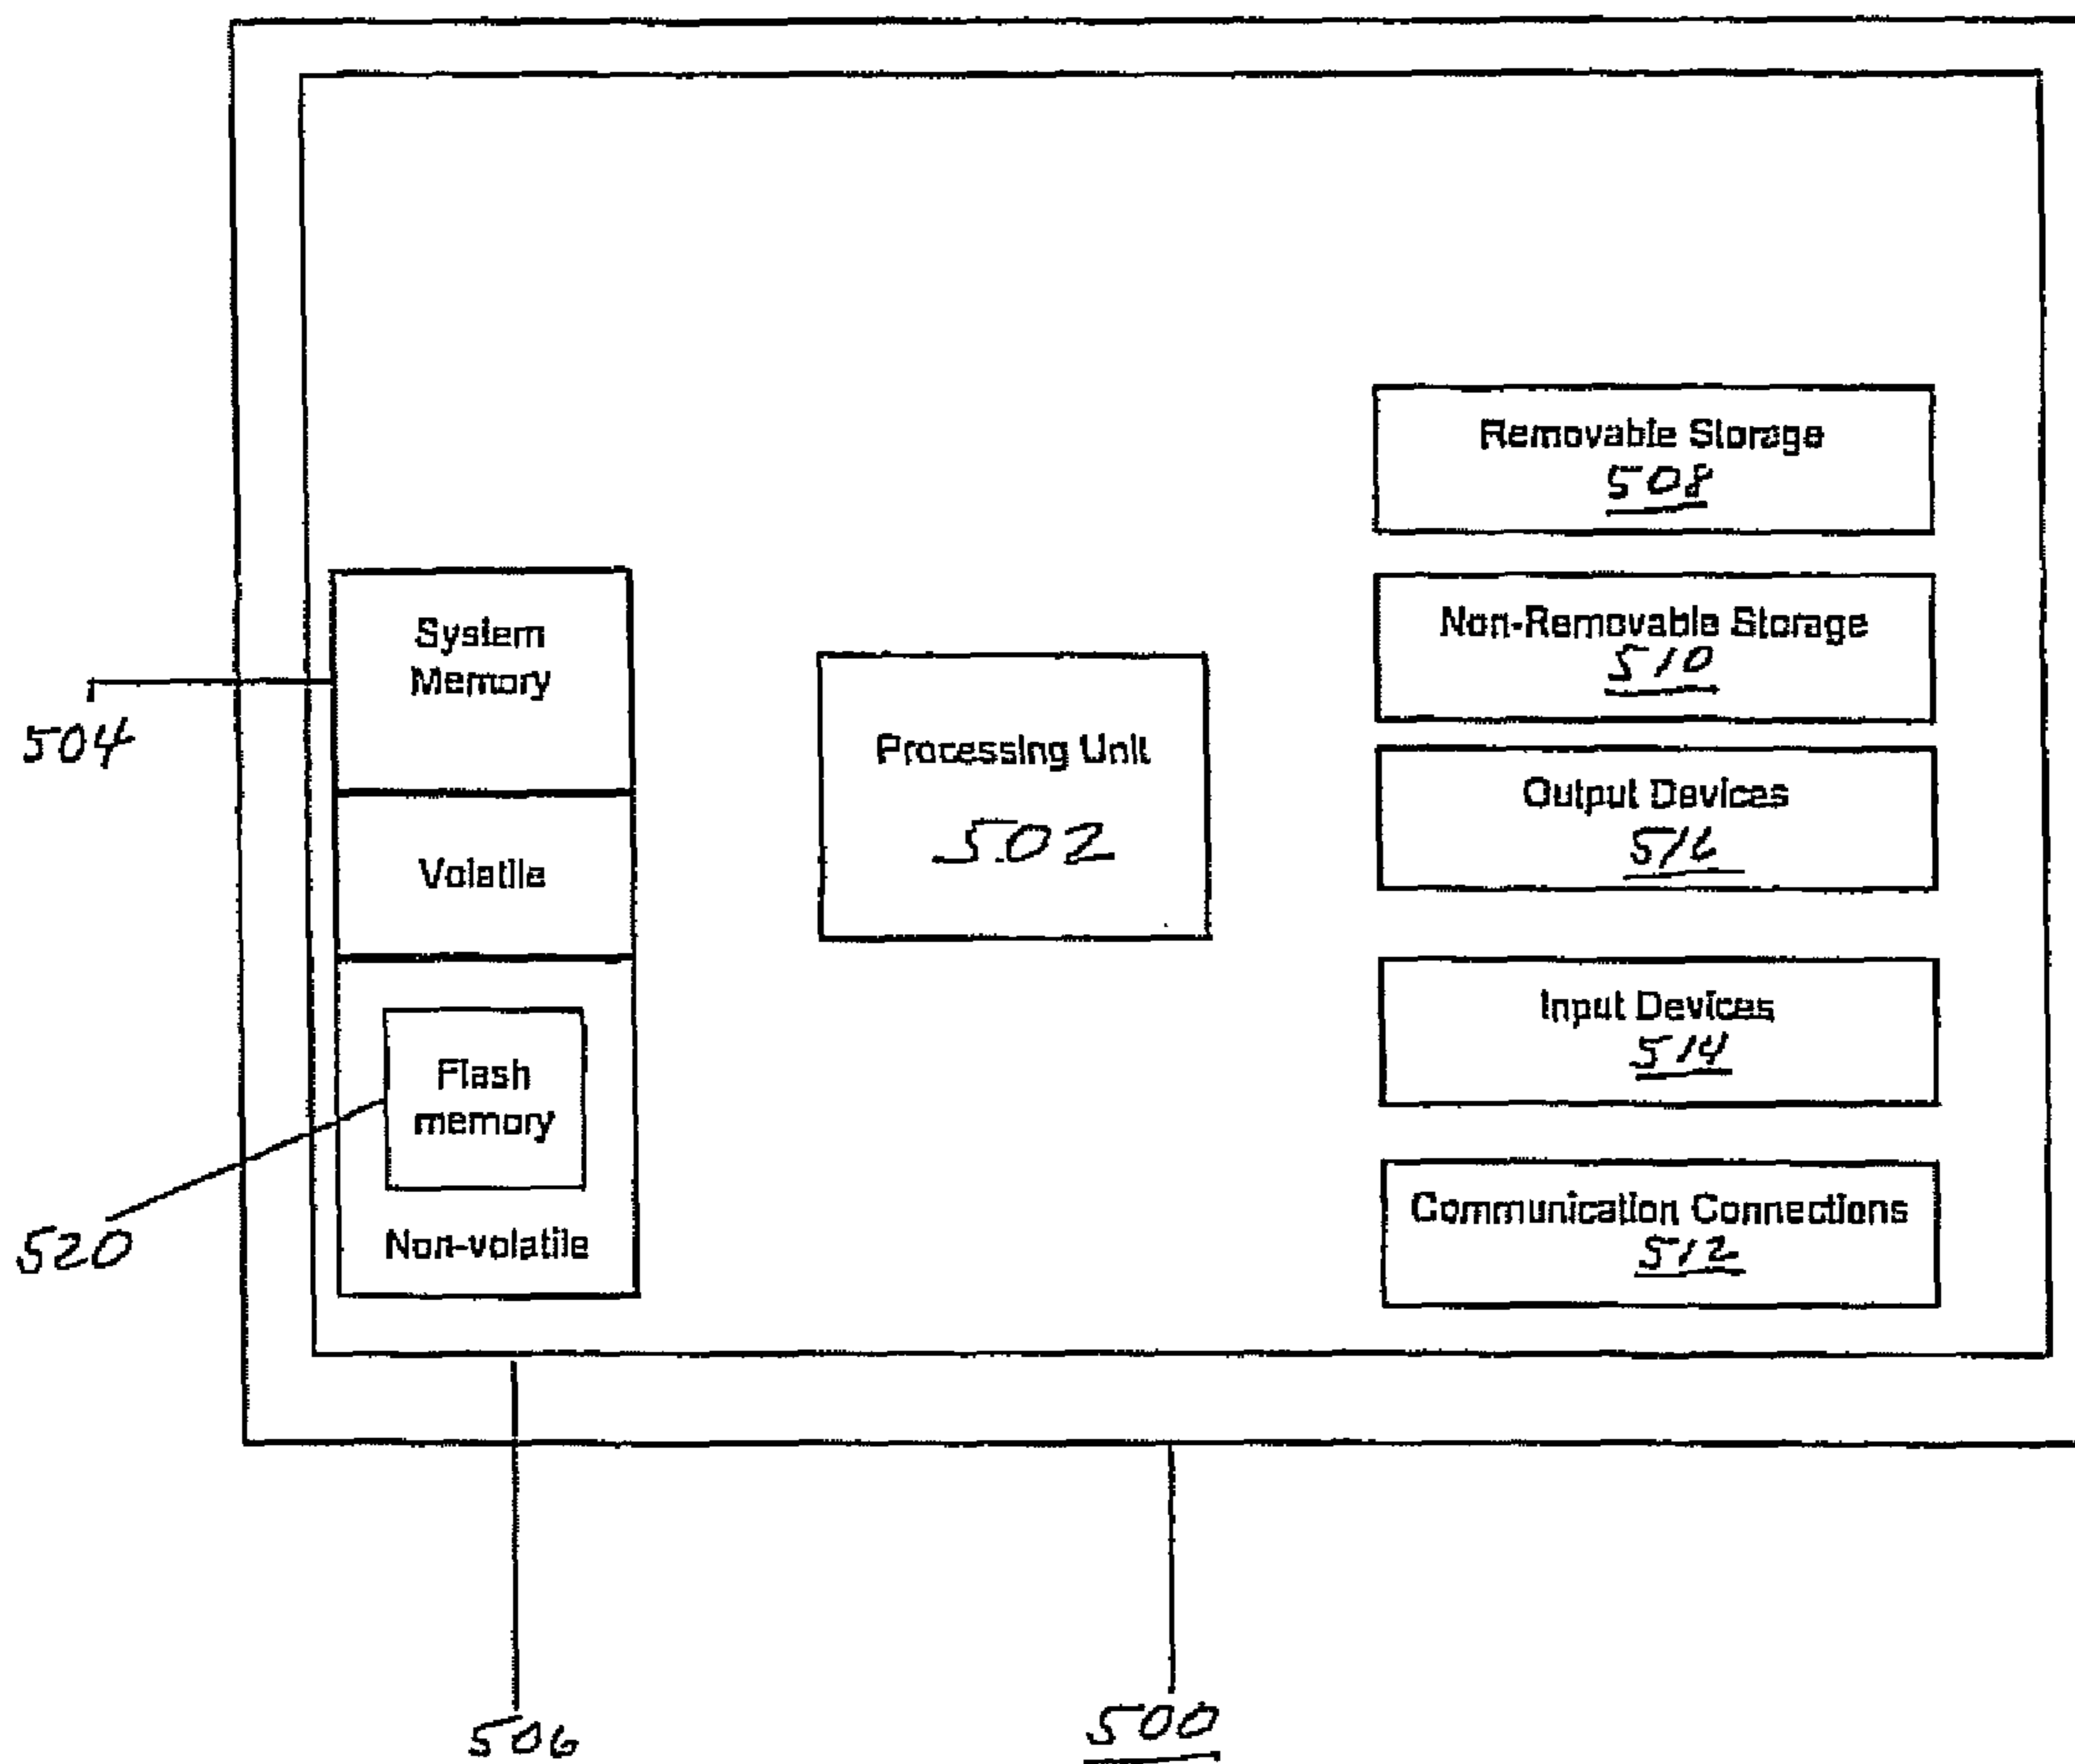 Removable Storage
508
System
Memory
Non-Removable Storage
510
504
Processing Unit
502
Output Devices
516
Volatile
Input Devices
514
Flash
memory
520
Non-volatile
Communication Connections
512
506
500